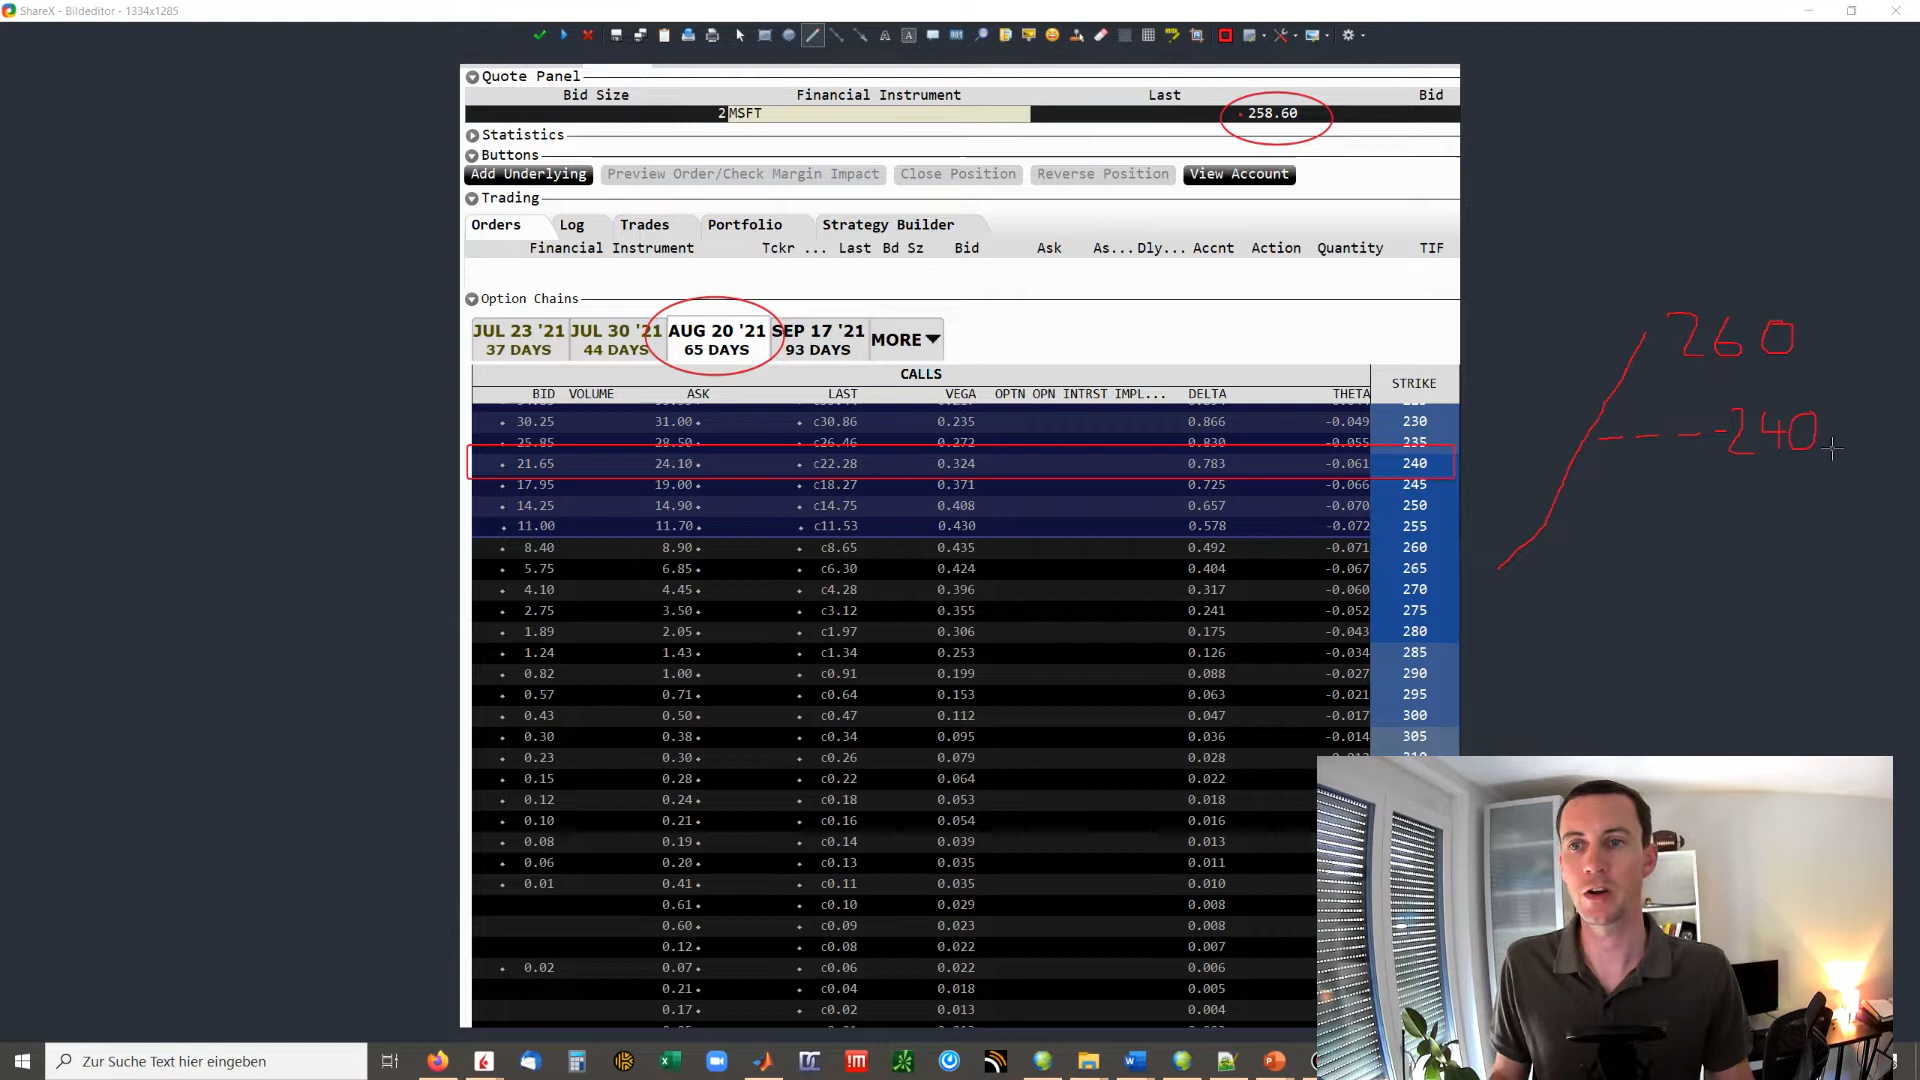 ShareX - Bildeditor - 1334x1285
Quote Panel
Bid Size Financial Instrument Last Bid
2 MSFT 258.60
Statistics
Buttons
Add Underlying Preview Order/Check Margin Impact Close Position Reverse Position View Account
Trading
Orders Log Trades Portfolio Strategy Builder
Financial Instrument Tckr ... Last Bd Sz Bid Ask As... Dly... Accnt Action Quantity TIF
Option Chains
JUL 23 '21 JUL 30 '21 AUG 20 '21 SEP 17 '21 MORE
37 DAYS 44 DAYS 65 DAYS 93 DAYS
260
240
CALLS
BID VOLUME ASK LAST VEGA OPTN OPN INTRST IMPL... DELTA THETA STRIKE
30.25 31.00 c30.86 0.235 0.866 -0.049 230
25.85 28.50 c26.46 0.272 0.830 -0.055 235
21.65 24.10 c22.28 0.324 0.783 -0.061 240
17.95 19.00 c18.27 0.371 0.725 -0.066 245
14.25 14.90 c14.75 0.408 0.657 -0.070 250
11.00 11.70 c11.53 0.430 0.578 -0.072 255
8.40 8.90 c8.65 0.435 0.492 -0.071 260
5.75 6.85 c6.30 0.424 0.404 -0.067 265
4.10 4.45 c4.28 0.396 0.317 -0.060 270
2.75 3.50 c3.12 0.355 0.241 -0.052 275
1.89 2.05 c1.97 0.306 0.175 -0.043 280
1.24 1.43 c1.34 0.253 0.126 -0.034 285
0.82 1.00 c0.91 0.199 0.088 -0.027 290
0.57 0.71 c0.64 0.153 0.063 -0.021 295
0.43 0.50 c0.47 0.112 0.047 -0.017 300
0.30 0.38 c0.34 0.095 0.036 -0.014 305
0.23 0.30 c0.26 0.079 0.028
0.15 0.28 c0.22 0.064 0.022
0.12 0.24 c0.18 0.053 0.018
0.10 0.21 c0.16 0.054 0.016
0.08 0.19 c0.14 0.039 0.013
0.06 0.20 c0.13 0.035 0.011
0.01 0.41 c0.11 0.035 0.010
0.61 c0.10 0.029 0.008
0.60 c0.09 0.023 0.008
0.12 c0.08 0.022 0.007
0.02 0.07 c0.06 0.022 0.006
0.21 c0.04 0.018 0.005
0.17 c0.02 0.013 0.004
Zur Suche Text hier eingeben